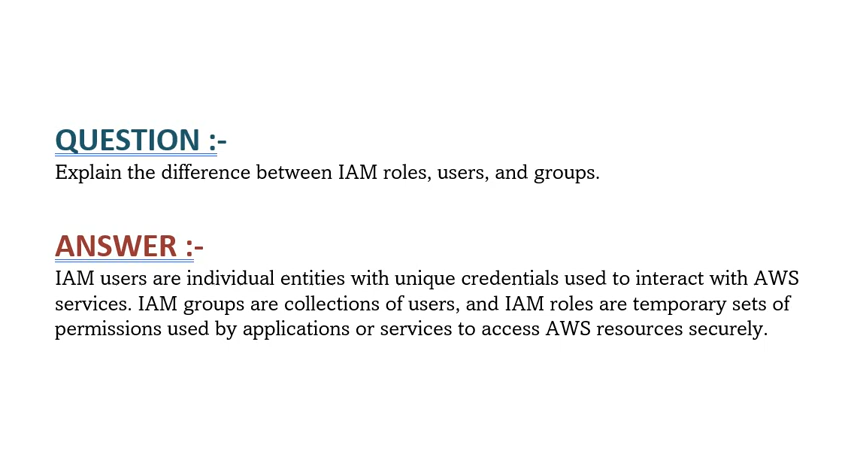 QUESTION :-
Explain the difference between IAM roles, users, and groups.
ANSWER :-
IAM users are individual entities with unique credentials used to interact with AWS
services. IAM groups are collections of users, and IAM roles are temporary sets of
permissions used by applications or services to access AWS resources securely.